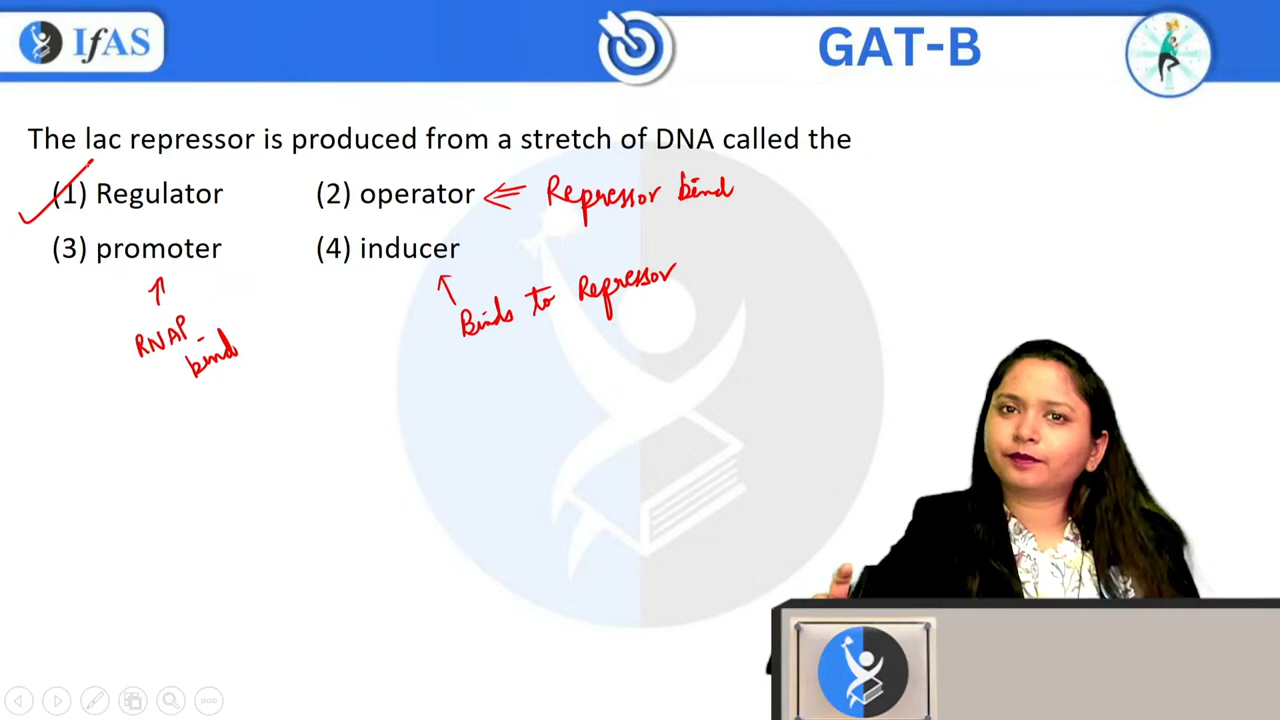 IfAS
GAT-B
The lac repressor is produced from a stretch of DNA called the
(1) Regulator (2) operator ⇐ Repressor bind
(3) promoter (4) inducer
↑ RNAP bind
↑ Binds to Repressor